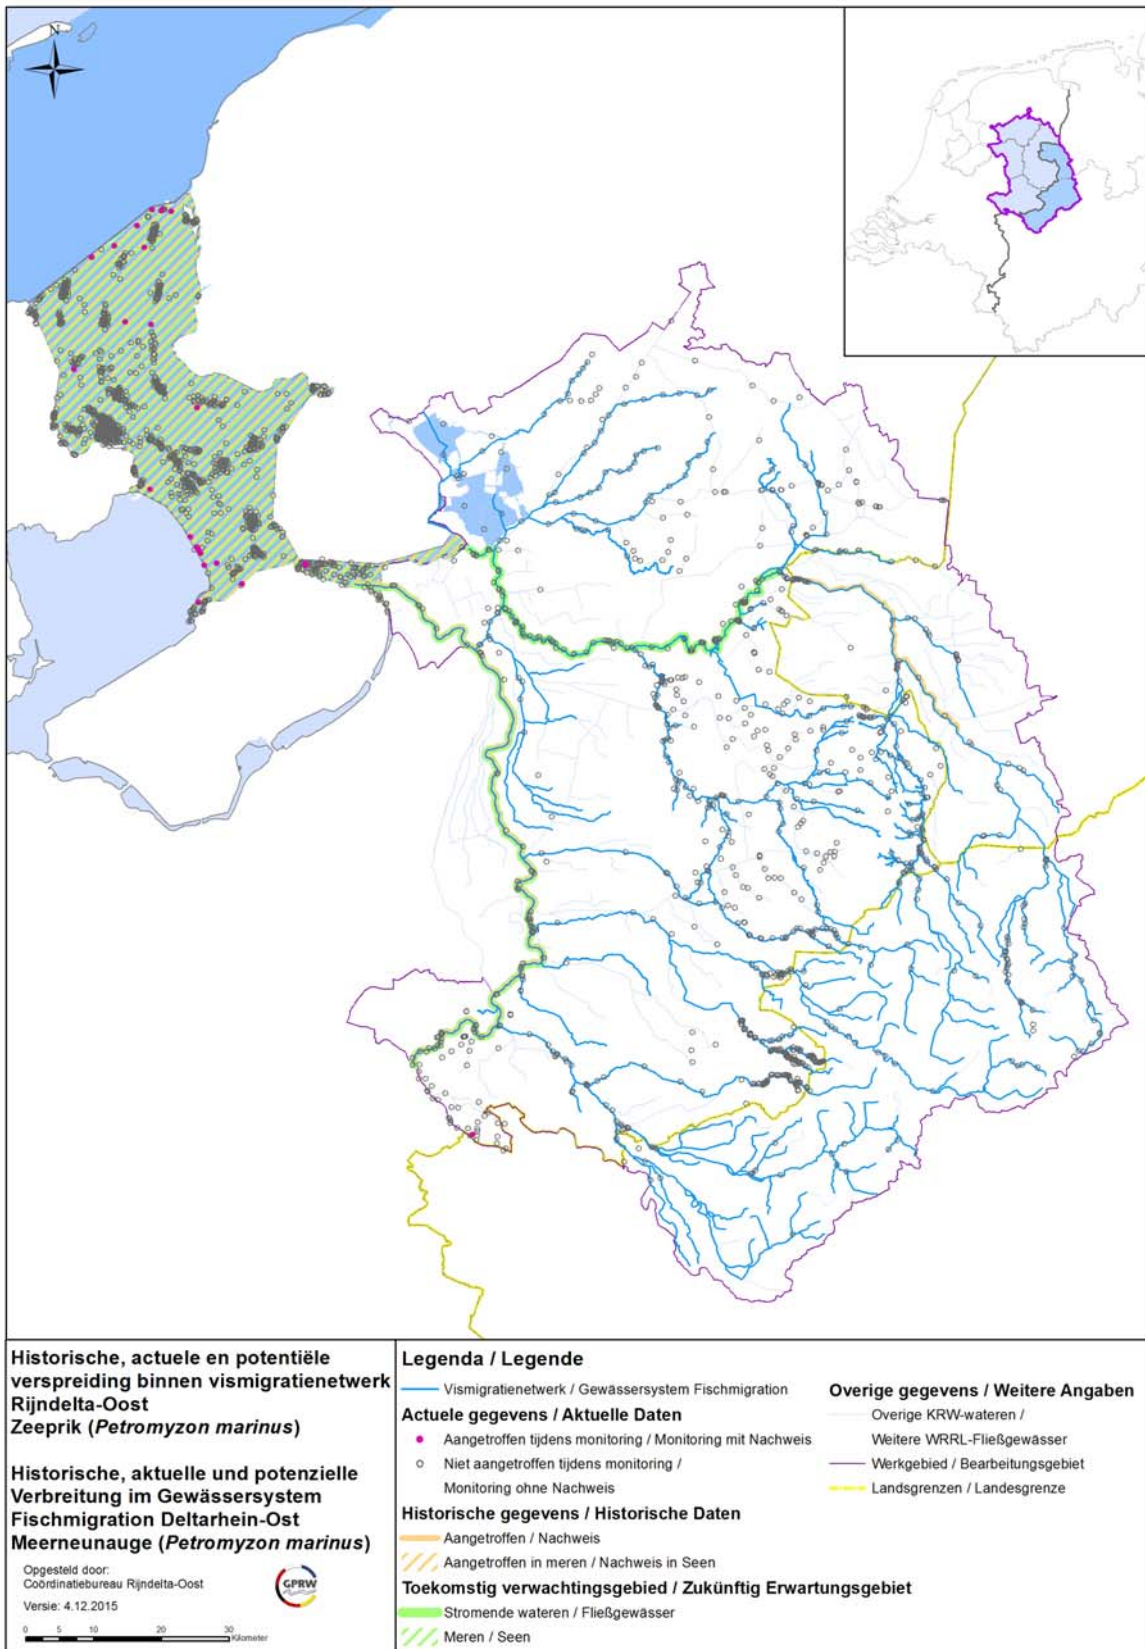 N
Historische, actuele en potentiële
verspreiding binnen vismigratienetwerk
Rijndelta-Oost
Zeeprik (Petromyzon marinus)
Historische, aktuelle und potenzielle
Verbreitung im Gewässersystem
Fischmigration Deltarhein-Ost
Meerneunauge (Petromyzon marinus)
Opgesteld door:
Coördinatiebureau Rijndelta-Oost
Versie: 4.12.2015
GPRW
0 5 10 20 30
Kilometer
Legenda / Legende
Vismigratienetwerk / Gewässersystem Fischmigration
Actuele gegevens / Aktuelle Daten
Aangetroffen tijdens monitoring / Monitoring mit Nachweis
Niet aangetroffen tijdens monitoring /
Monitoring ohne Nachweis
Historische gegevens / Historische Daten
Aangetroffen / Nachweis
Aangetroffen in meren / Nachweis in Seen
Toekomstig verwachtingsgebied / Zukünftig Erwartungsgebiet
Stromende wateren / Fließgewässer
Meren / Seen
Overige gegevens / Weitere Angaben
Overige KRW-wateren /
Weitere WRRL-Fließgewässer
Werkgebied / Bearbeitungsgebiet
Landsgrenzen / Landesgrenze